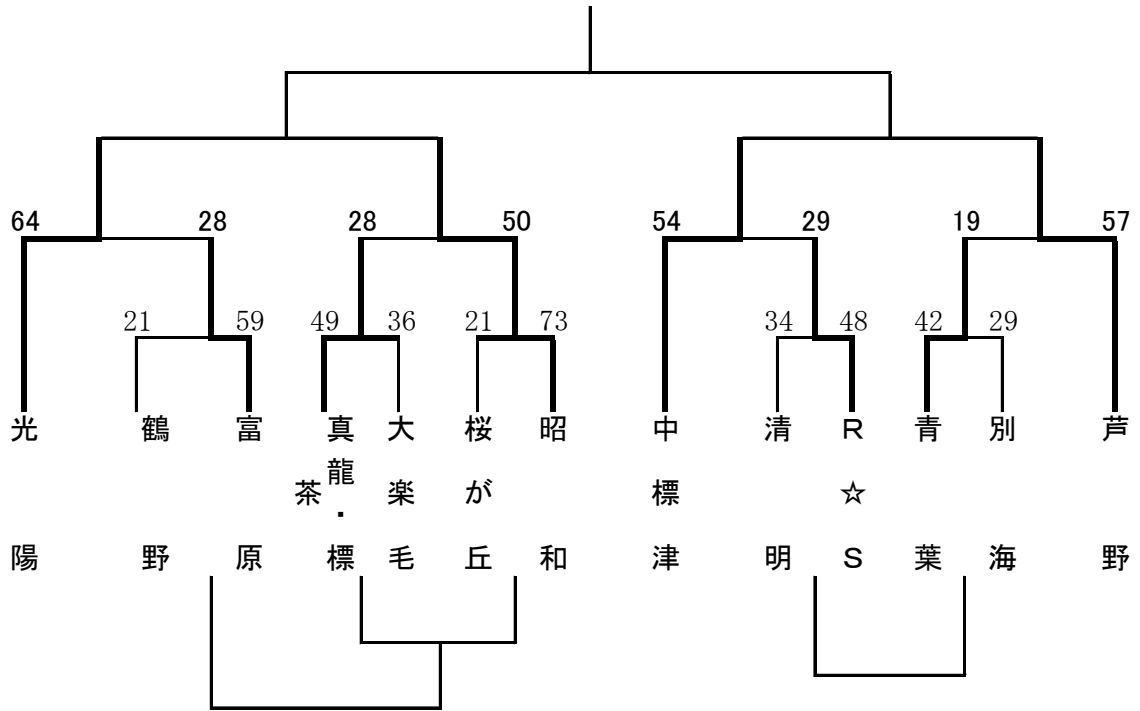 64 28 28 50 54 29 19 57
21 59 49 36 21 73 34 48 42 29
光陽
鶴野
富原
真龍・標茶
大楽毛
桜が丘
昭和
中標津
清明
R☆S
青葉
別海
芦野